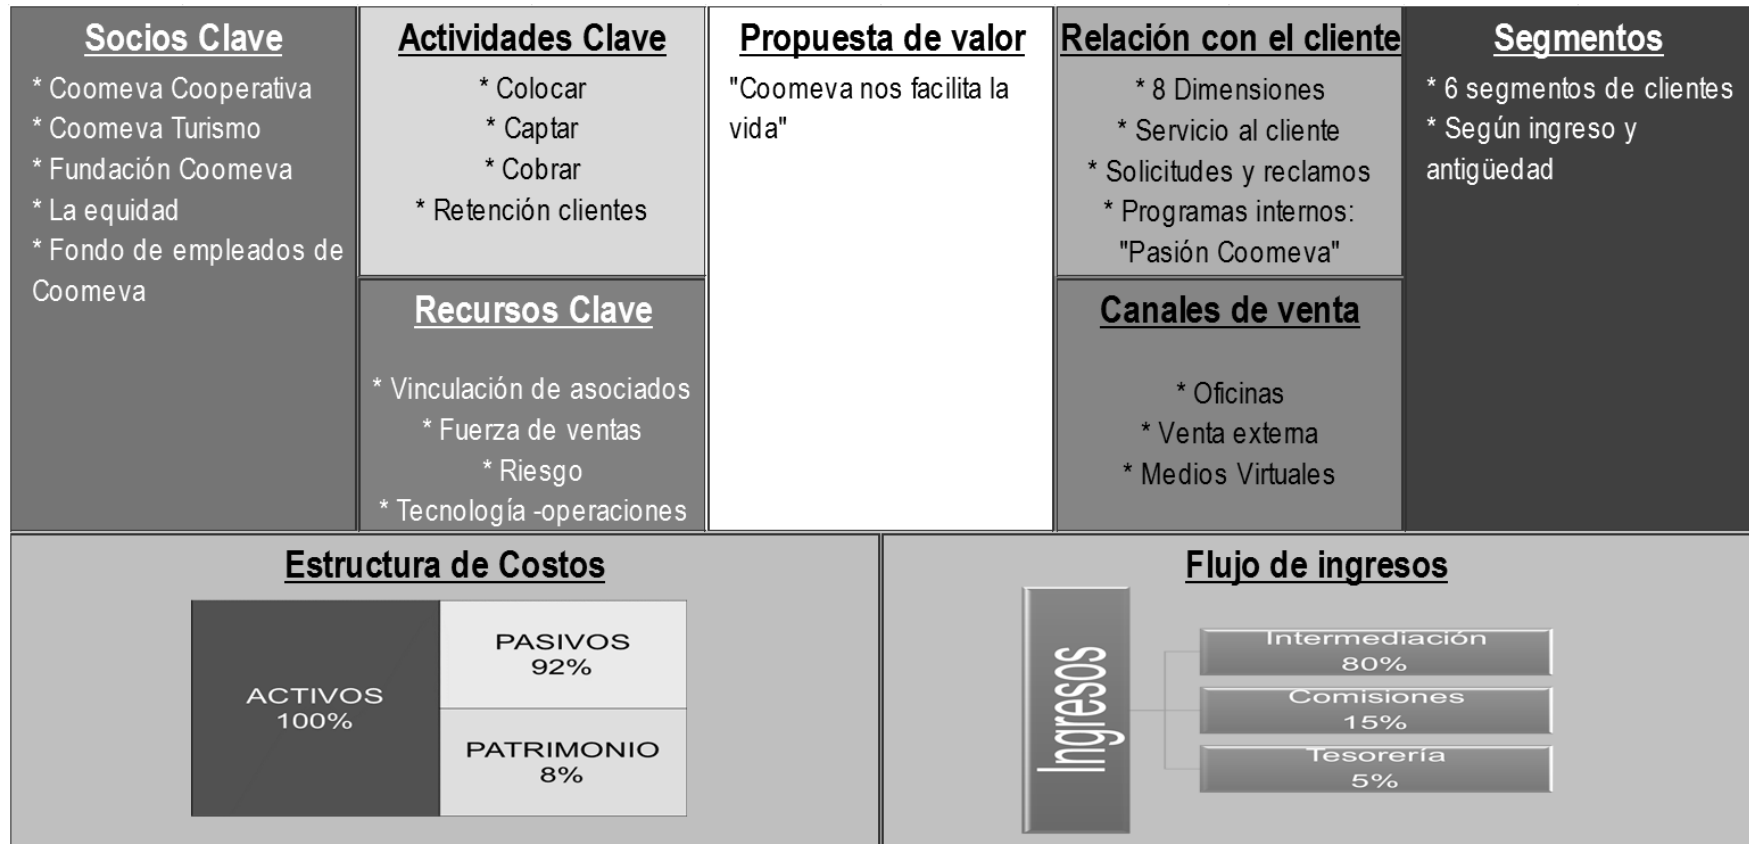 Socios Clave
* Coomeva Cooperativa
* Coomeva Turismo
* Fundación Coomeva
* La equidad
* Fondo de empleados de
Coomeva
Actividades Clave
* Colocar
* Captar
* Cobrar
* Retención clientes
Recursos Clave
* Vinculación de asociados
* Fuerza de ventas
* Riesgo
* Tecnología -operaciones
Propuesta de valor
"Coomeva nos facilita la
vida"
Relación con el cliente
* 8 Dimensiones
* Servicio al cliente
* Solicitudes y reclamos
* Programas internos:
"Pasión Coomeva"
Canales de venta
* Oficinas
* Venta externa
* Medios Virtuales
Segmentos
* 6 segmentos de clientes
* Según ingreso y
antigüedad
Estructura de Costos
ACTIVOS
100%
PASIVOS
92%
PATRIMONIO
8%
Flujo de ingresos
Ingresos
Intermediación
80%
Comisiones
15%
Tesorería
5%